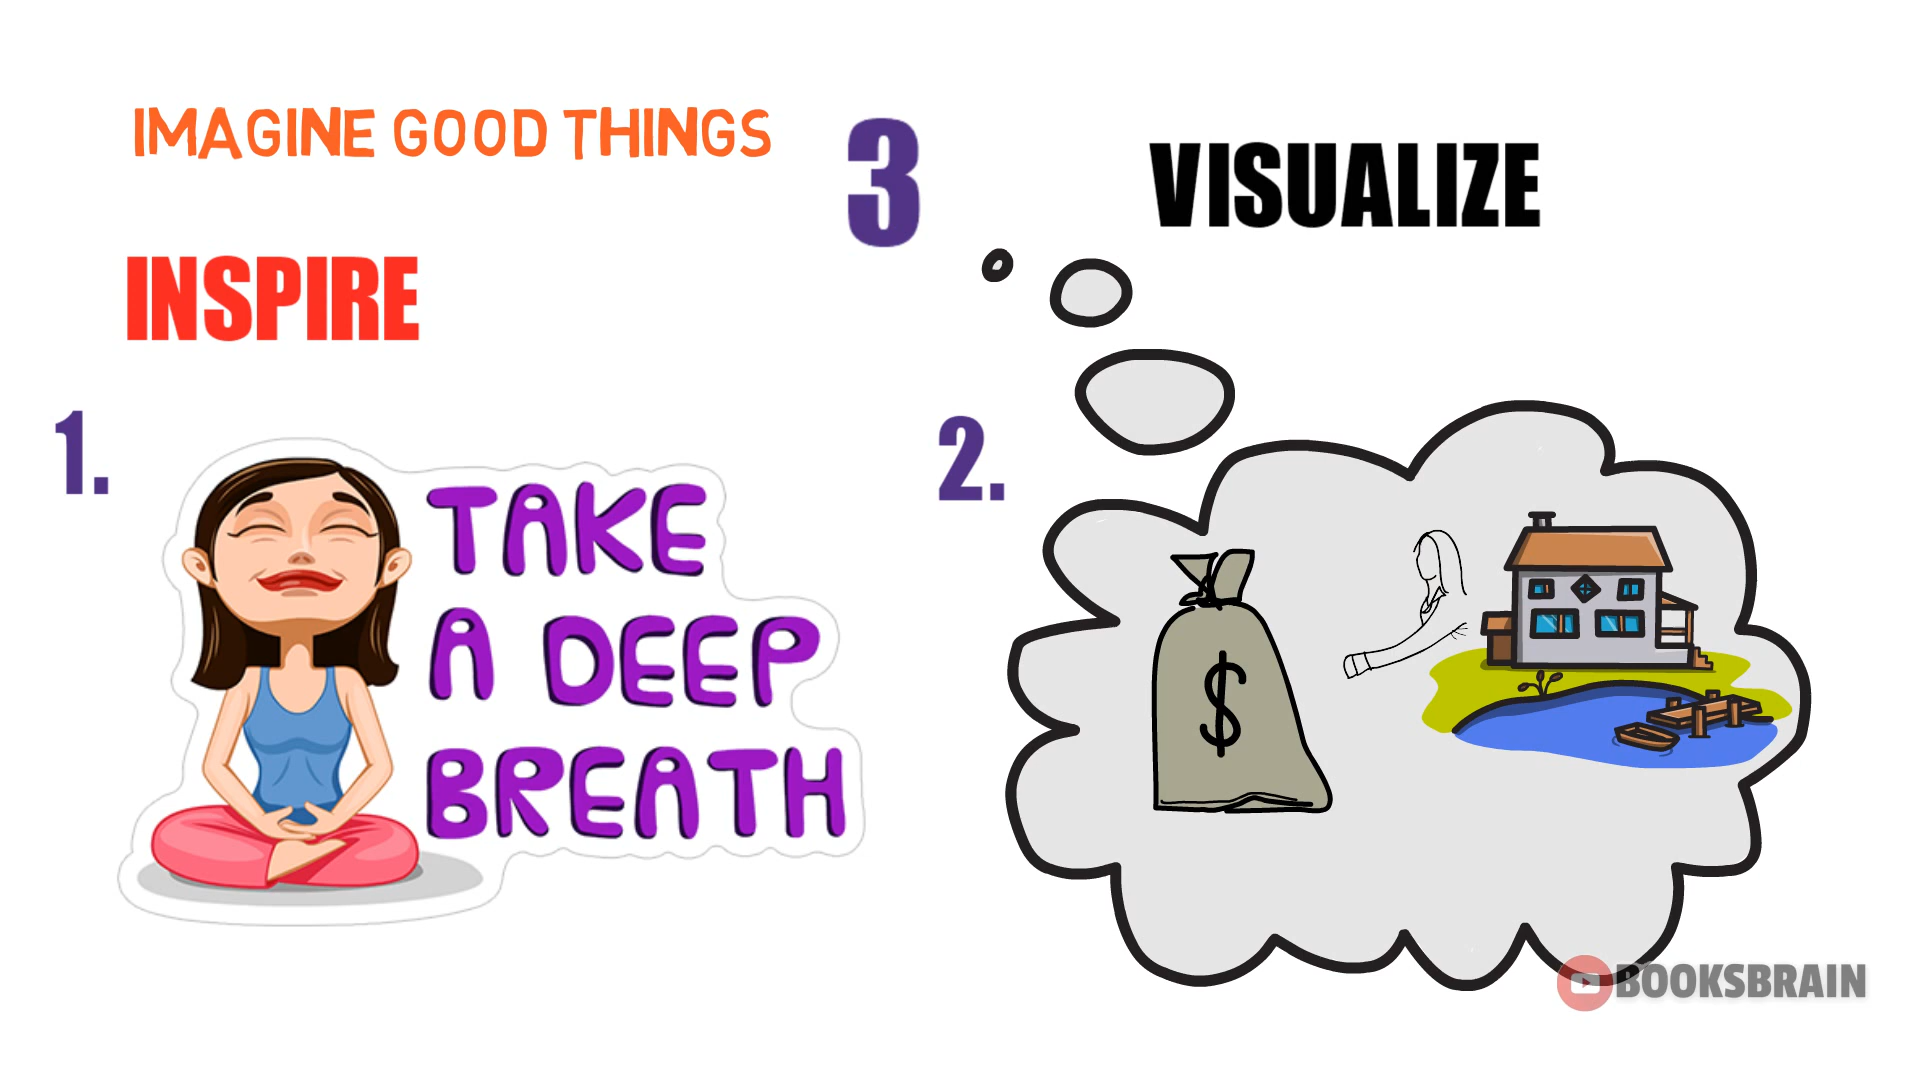 IMAGINE GOOD THINGS
3
VISUALIZE
INSPIRE
1.
TAKE
A DEEP
BREATH
2.
$
BOOKSBRAIN